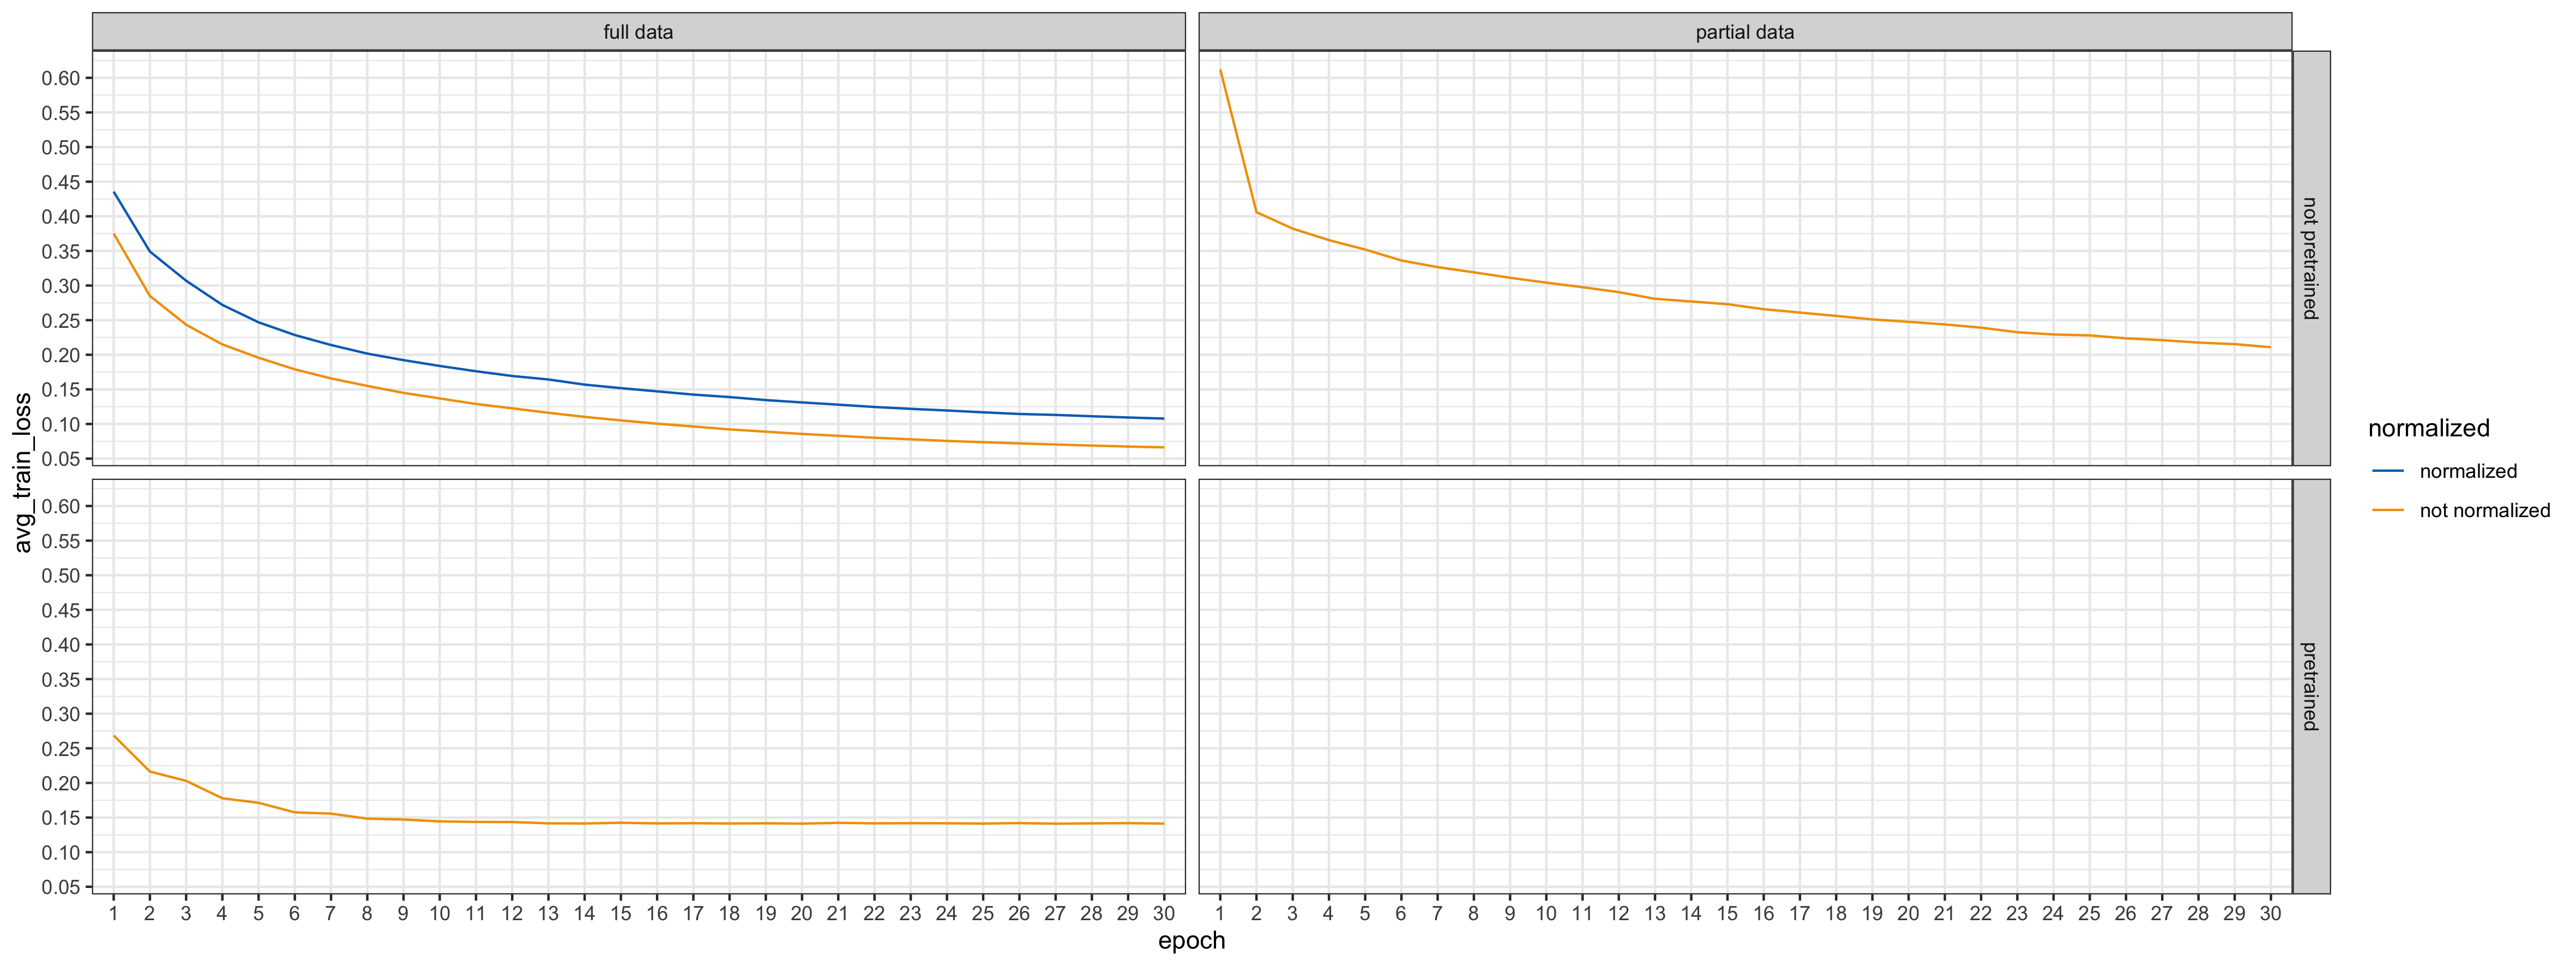 full data
partial data
0.60
0.55
0.50
0.45
0.40
0.35
0.30
0.25
0.20
0.15
0.10
0.05
not pretrained
avg_train_loss
0.60
0.55
0.50
0.45
0.40
0.35
0.30
0.25
0.20
0.15
0.10
0.05
pretrained
1 2 3 4 5 6 7 8 9 10 11 12 13 14 15 16 17 18 19 20 21 22 23 24 25 26 27 28 29 30
1 2 3 4 5 6 7 8 9 10 11 12 13 14 15 16 17 18 19 20 21 22 23 24 25 26 27 28 29 30
epoch
normalized
normalized
not normalized